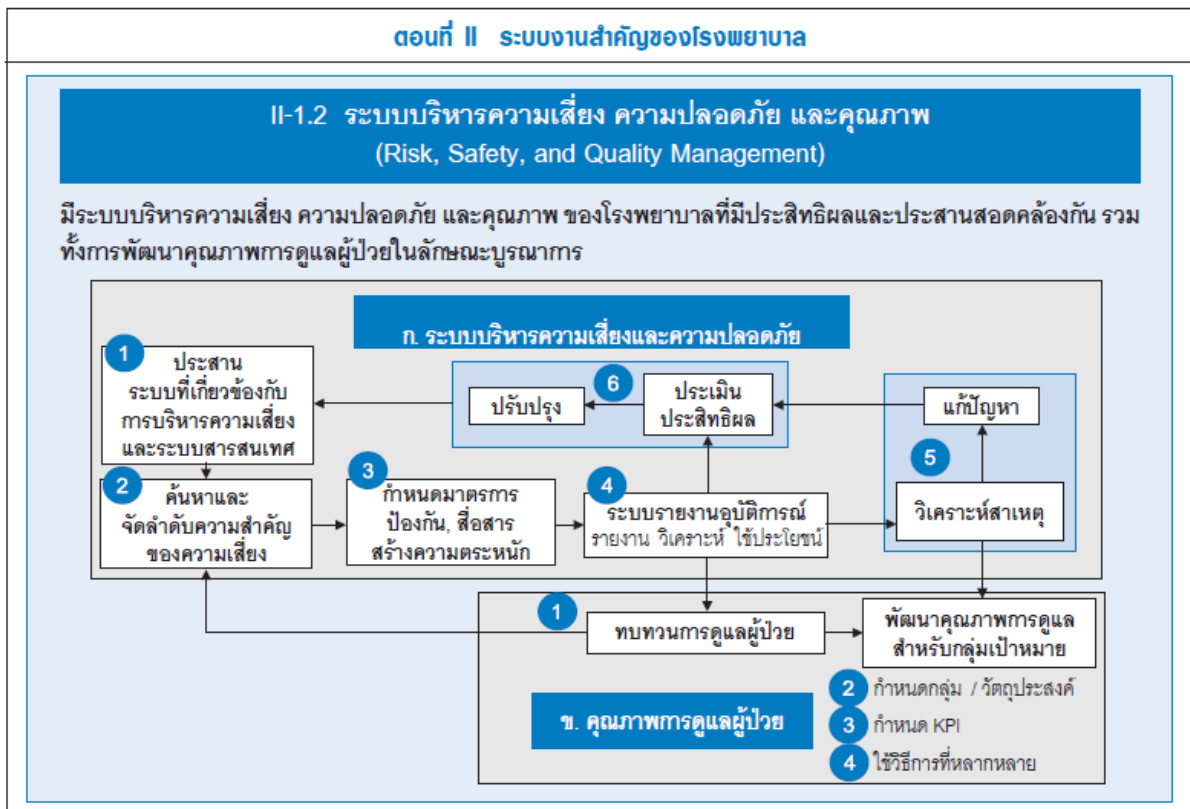 ตอนที่ II ระบบงานสำคัญของโรงพยาบาล
II-1.2 ระบบบริหารความเสี่ยง ความปลอดภัย และคุณภาพ
(Risk, Safety, and Quality Management)
มีระบบบริหารความเสี่ยง ความปลอดภัย และคุณภาพ ของโรงพยาบาลที่มีประสิทธิผลและประสานสอดคล้องกัน รวม
ทั้งการพัฒนาคุณภาพการดูแลผู้ป่วยในลักษณะบูรณาการ
ก. ระบบบริหารความเสี่ยงและความปลอดภัย
1
ประสาน
ระบบที่เกี่ยวข้องกับ
การบริหารความเสี่ยง
และระบบสารสนเทศ
6
ปรับปรุง
ประเมิน
ประสิทธิผล
แก้ปัญหา
5
วิเคราะห์สาเหตุ
2
ค้นหาและ
จัดลำดับความสำคัญ
ของความเสี่ยง
3
กำหนดมาตรการ
ป้องกัน, สื่อสาร
สร้างความตระหนัก
4
ระบบรายงานอุบัติการณ์
รายงาน วิเคราะห์ ใช้ประโยชน์
1
ทบทวนการดูแลผู้ป่วย
พัฒนาคุณภาพการดูแล
สำหรับกลุ่มเป้าหมาย
ข. คุณภาพการดูแลผู้ป่วย
2 กำหนดกลุ่ม / วัตถุประสงค์
3 กำหนด KPI
4 ใช้วิธีการที่หลากหลาย